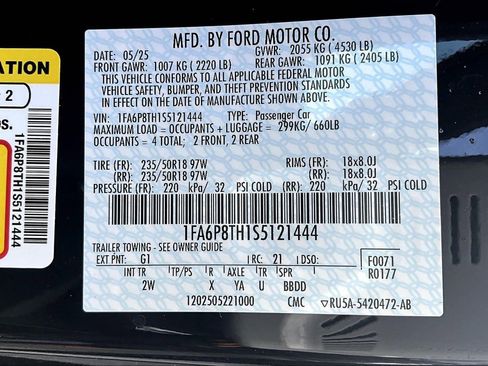 MFD. BY FORD MOTOR CO.
DATE: 05/25 GVWR: 2055 KG ( 4530 LB)
FRONT GAWR: 1007 KG ( 2220 LB) REAR GAWR: 1091 KG ( 2405 LB)
THIS VEHICLE CONFORMS TO ALL APPLICABLE FEDERAL MOTOR
VEHICLE SAFETY, BUMPER, AND THEFT PREVENTION STANDARDS
IN EFFECT ON THE DATE OF MANUFACTURE SHOWN ABOVE.
VIN: 1FA6P8TH1S5121444 TYPE: Passenger Car
MAXIMUM LOAD = OCCUPANTS + LUGGAGE = 299KG/ 660LB
OCCUPANTS = 4 TOTAL; 2 FRONT, 2 REAR
TIRE (FR): 235/50R18 97W RIMS (FR): 18x8.0J
(RR): 235/50R18 97W (RR): 18x8.0J
PRESSURE (FR): 220 kPa/ 32 PSI COLD (RR): 220 kPa/ 32 PSI COLD
1FA6P8TH1S5121444
TRAILER TOWING - SEE OWNER GUIDE
EXT PNT: G1 RC: 21 DSO: F0071
R0177
INT TR TP/PS R AXLE TR SPR
2W X YA U BBDD
1202505221000 CMC ▼RU5A-5420472-AB
ATION
2
OS.
1FA6P8TH1S5121444